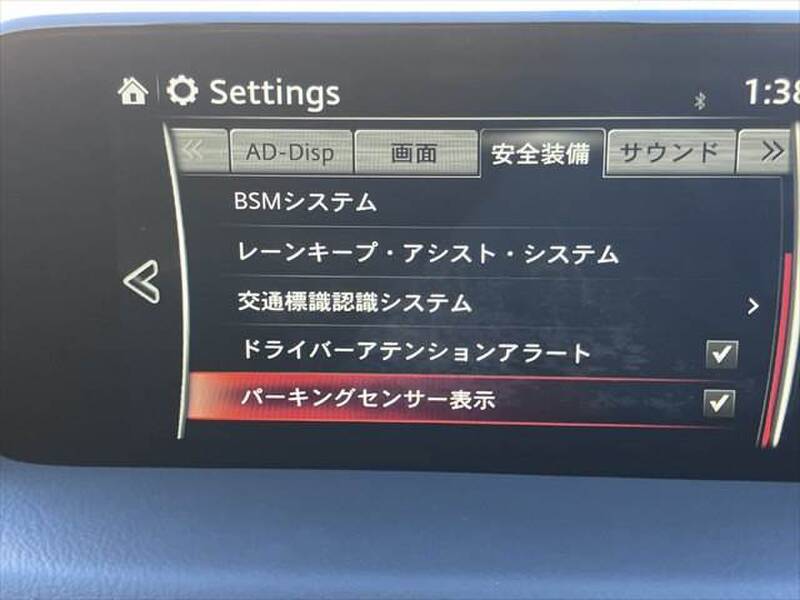 Settings
1:38
AD-Disp 画面 安全装備 サウンド
BSMシステム
レーンキープ・アシスト・システム
交通標識認識システム
ドライバーアテンションアラート
パーキングセンサー表示